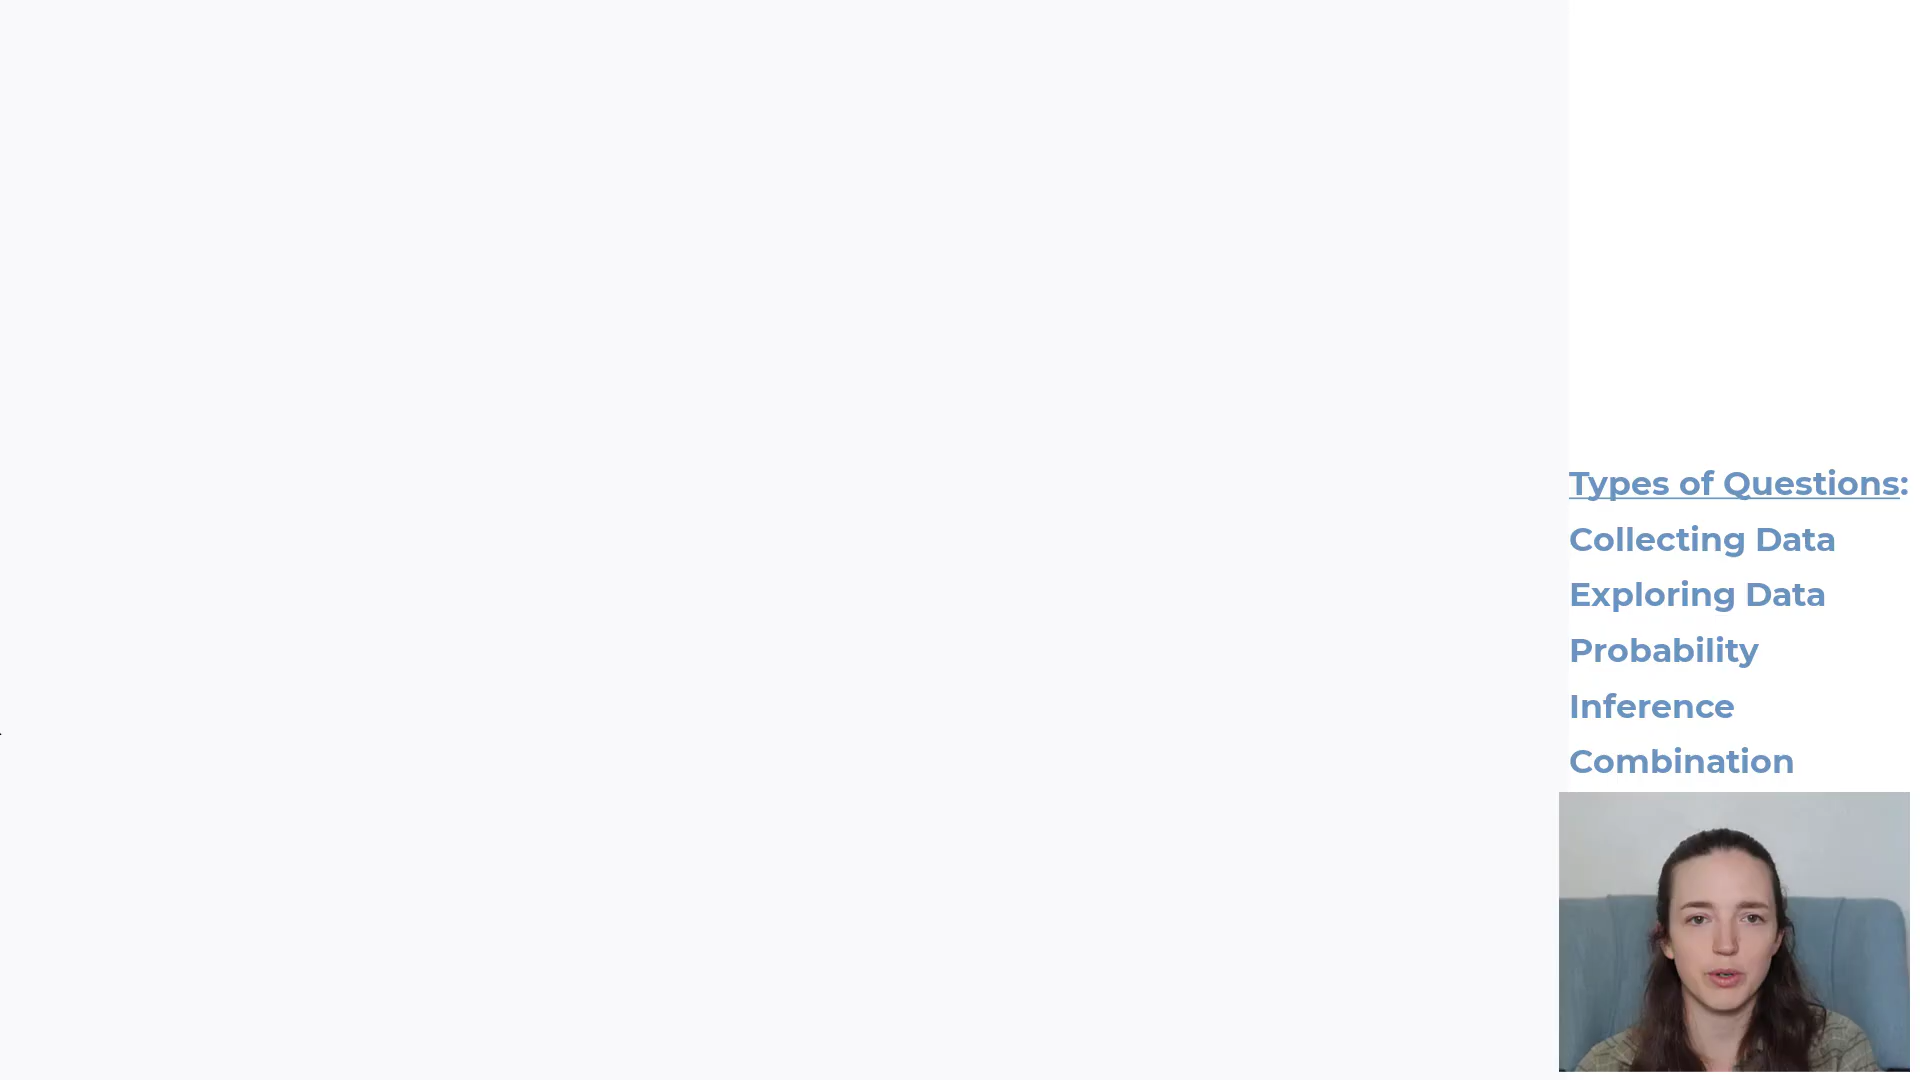 Types of Questions:
Collecting Data
Exploring Data
Probability
Inference
Combination